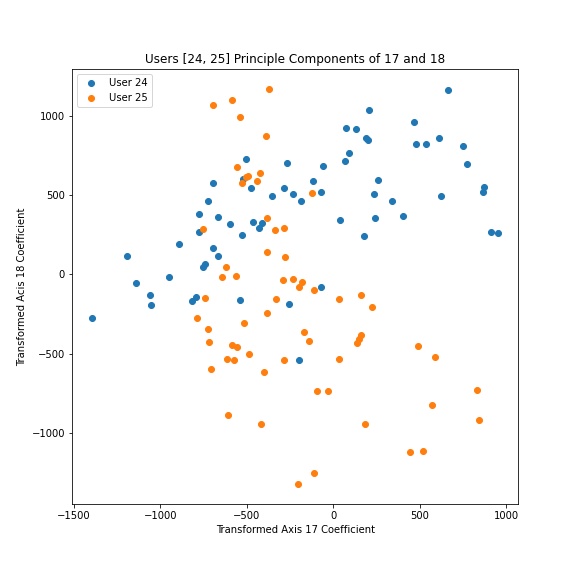 Users [24, 25] Principle Components of 17 and 18
User 24
User 25
Transformed Acis 18 Coefficient
1000
500
0
−500
−1000
−1500
−1000
−500
0
500
1000
Transformed Axis 17 Coefficient